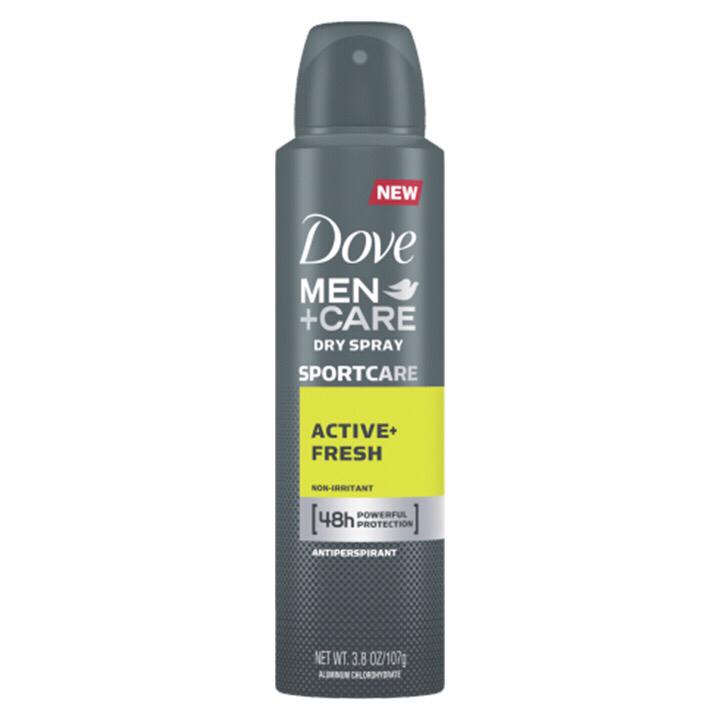 NEW
Dove
MEN
+CARE
DRY SPRAY
SPORTCARE
ACTIVE+
FRESH
NON-IRRITANT
[48h POWERFUL
PROTECTION]
ANTIPERSPIRANT
NET WT. 3.8 OZ/107g
ALUMINUM CHLOROHYDRATE